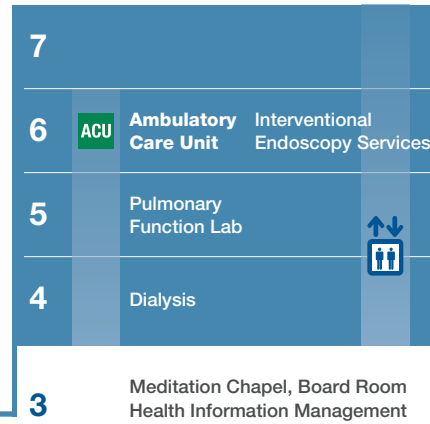 7
6 ACU Ambulatory Care Unit Interventional Endoscopy Services
5 Pulmonary Function Lab
4 Dialysis
3 Meditation Chapel, Board Room
Health Information Management